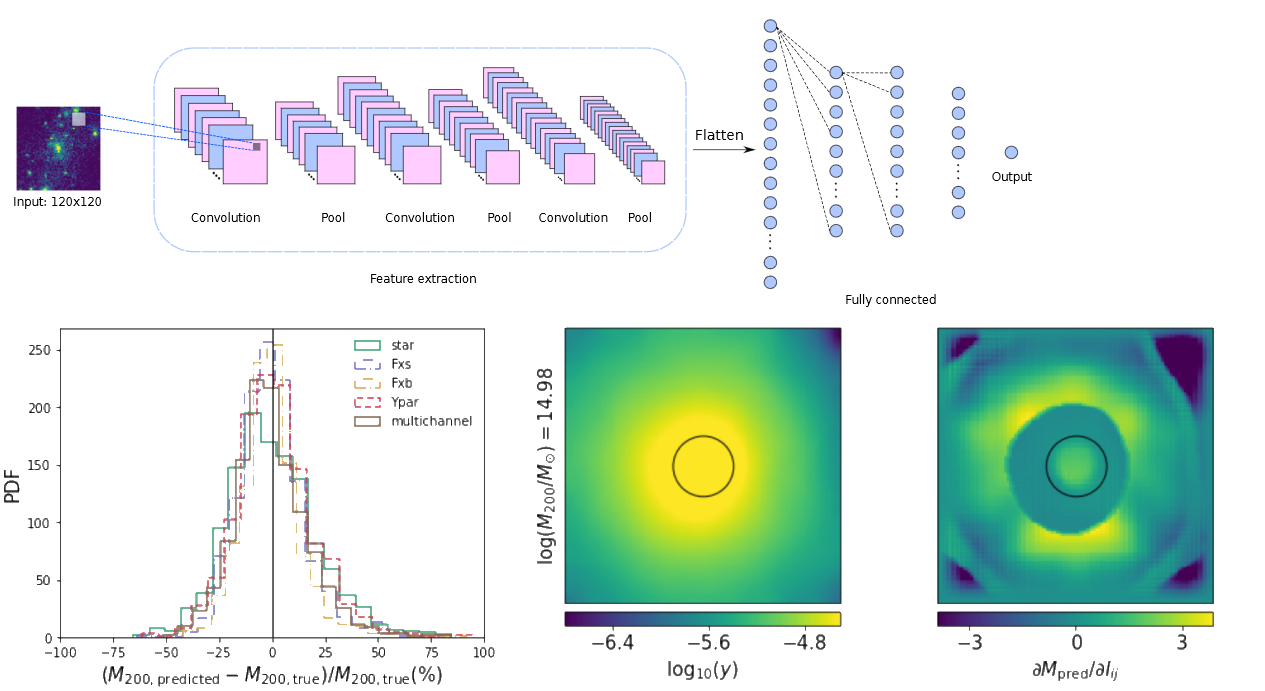 Input: 120x120
Convolution Pool Convolution Pool Convolution Pool
Feature extraction
Flatten
Output
Fully connected
PDF
250
200
150
100
50
0
−100 −75 −50 −25 0 25 50 75 100
(M200, predicted − M200, true)/M200, true(%)
star
Fxs
Fxb
Ypar
multichannel
log(M200/M⊙) = 14.98
−6.4 −5.6 −4.8
log10(y)
−3 0 3
∂Mpred/∂Iij